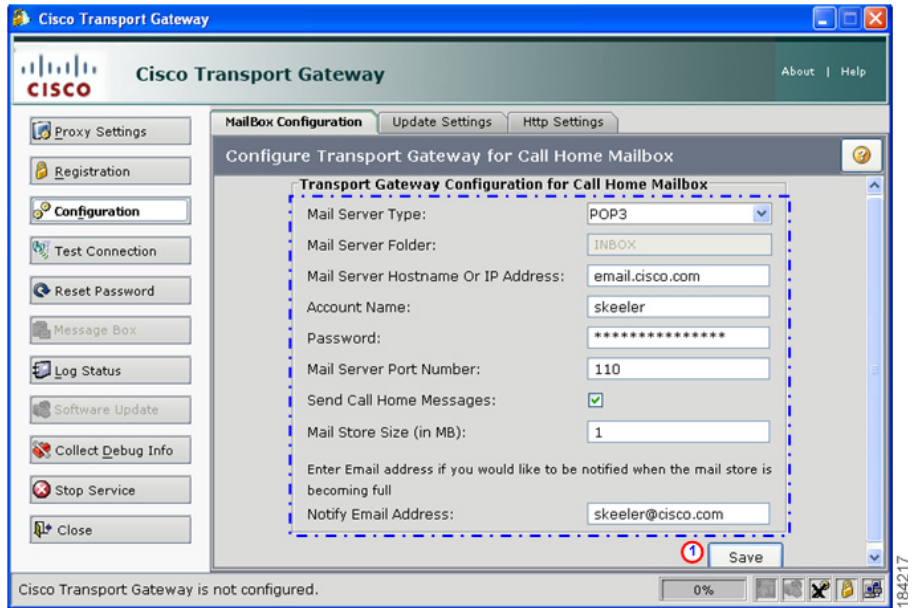 Cisco Transport Gateway
CISCO
Cisco Transport Gateway
About | Help
Proxy Settings
Registration
Configuration
Test Connection
Reset Password
Message Box
Log Status
Software Update
Collect Debug Info
Stop Service
Close
MailBox Configuration
Update Settings
Http Settings
Configure Transport Gateway for Call Home Mailbox
Transport Gateway Configuration for Call Home Mailbox
Mail Server Type: POP3
Mail Server Folder: INBOX
Mail Server Hostname Or IP Address: email.cisco.com
Account Name: skeeler
Password: ***************
Mail Server Port Number: 110
Send Call Home Messages:
Mail Store Size (in MB): 1
Enter Email address if you would like to be notified when the mail store is
becoming full
Notify Email Address: skeeler@cisco.com
1
Save
Cisco Transport Gateway is not configured.
0%
184217